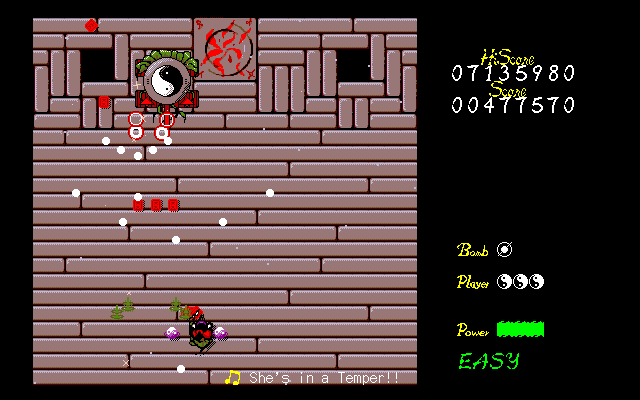 HiScore
07135980
Score
00477570
Bomb
Player
Power
EASY
♫ She's in a Temper!!